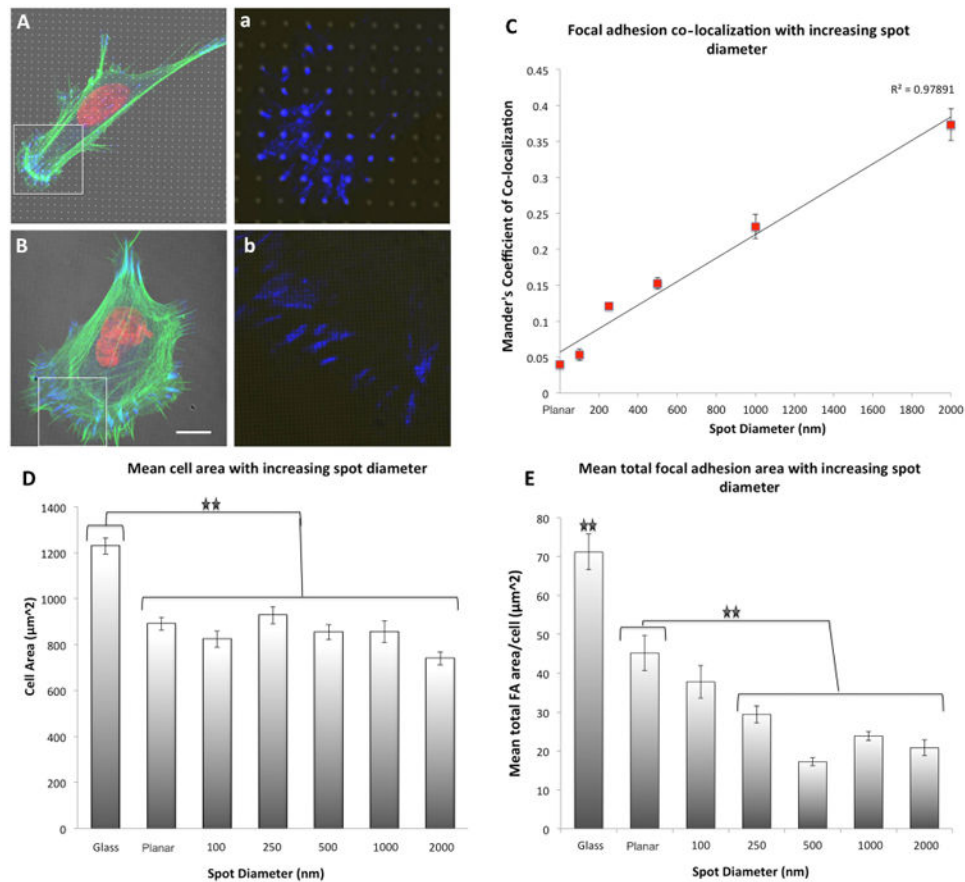 A
a
B
b
C
Focal adhesion co-localization with increasing spot
diameter
R² = 0.97891
0.45
0.4
0.35
0.3
0.25
0.2
0.15
0.1
0.05
0
Mander's Coefficient of Co-localization
Planar 200 400 600 800 1000 1200 1400 1600 1800 2000
Spot Diameter (nm)
D
Mean cell area with increasing spot diameter
1400
1200
1000
800
600
400
200
0
Cell Area (μm^2)
Glass Planar 100 250 500 1000 2000
Spot Diameter (nm)
E
Mean total focal adhesion area with increasing spot
diameter
80
70
60
50
40
30
20
10
0
Mean total FA area/cell (μm^2)
Glass Planar 100 250 500 1000 2000
Spot Diameter (nm)